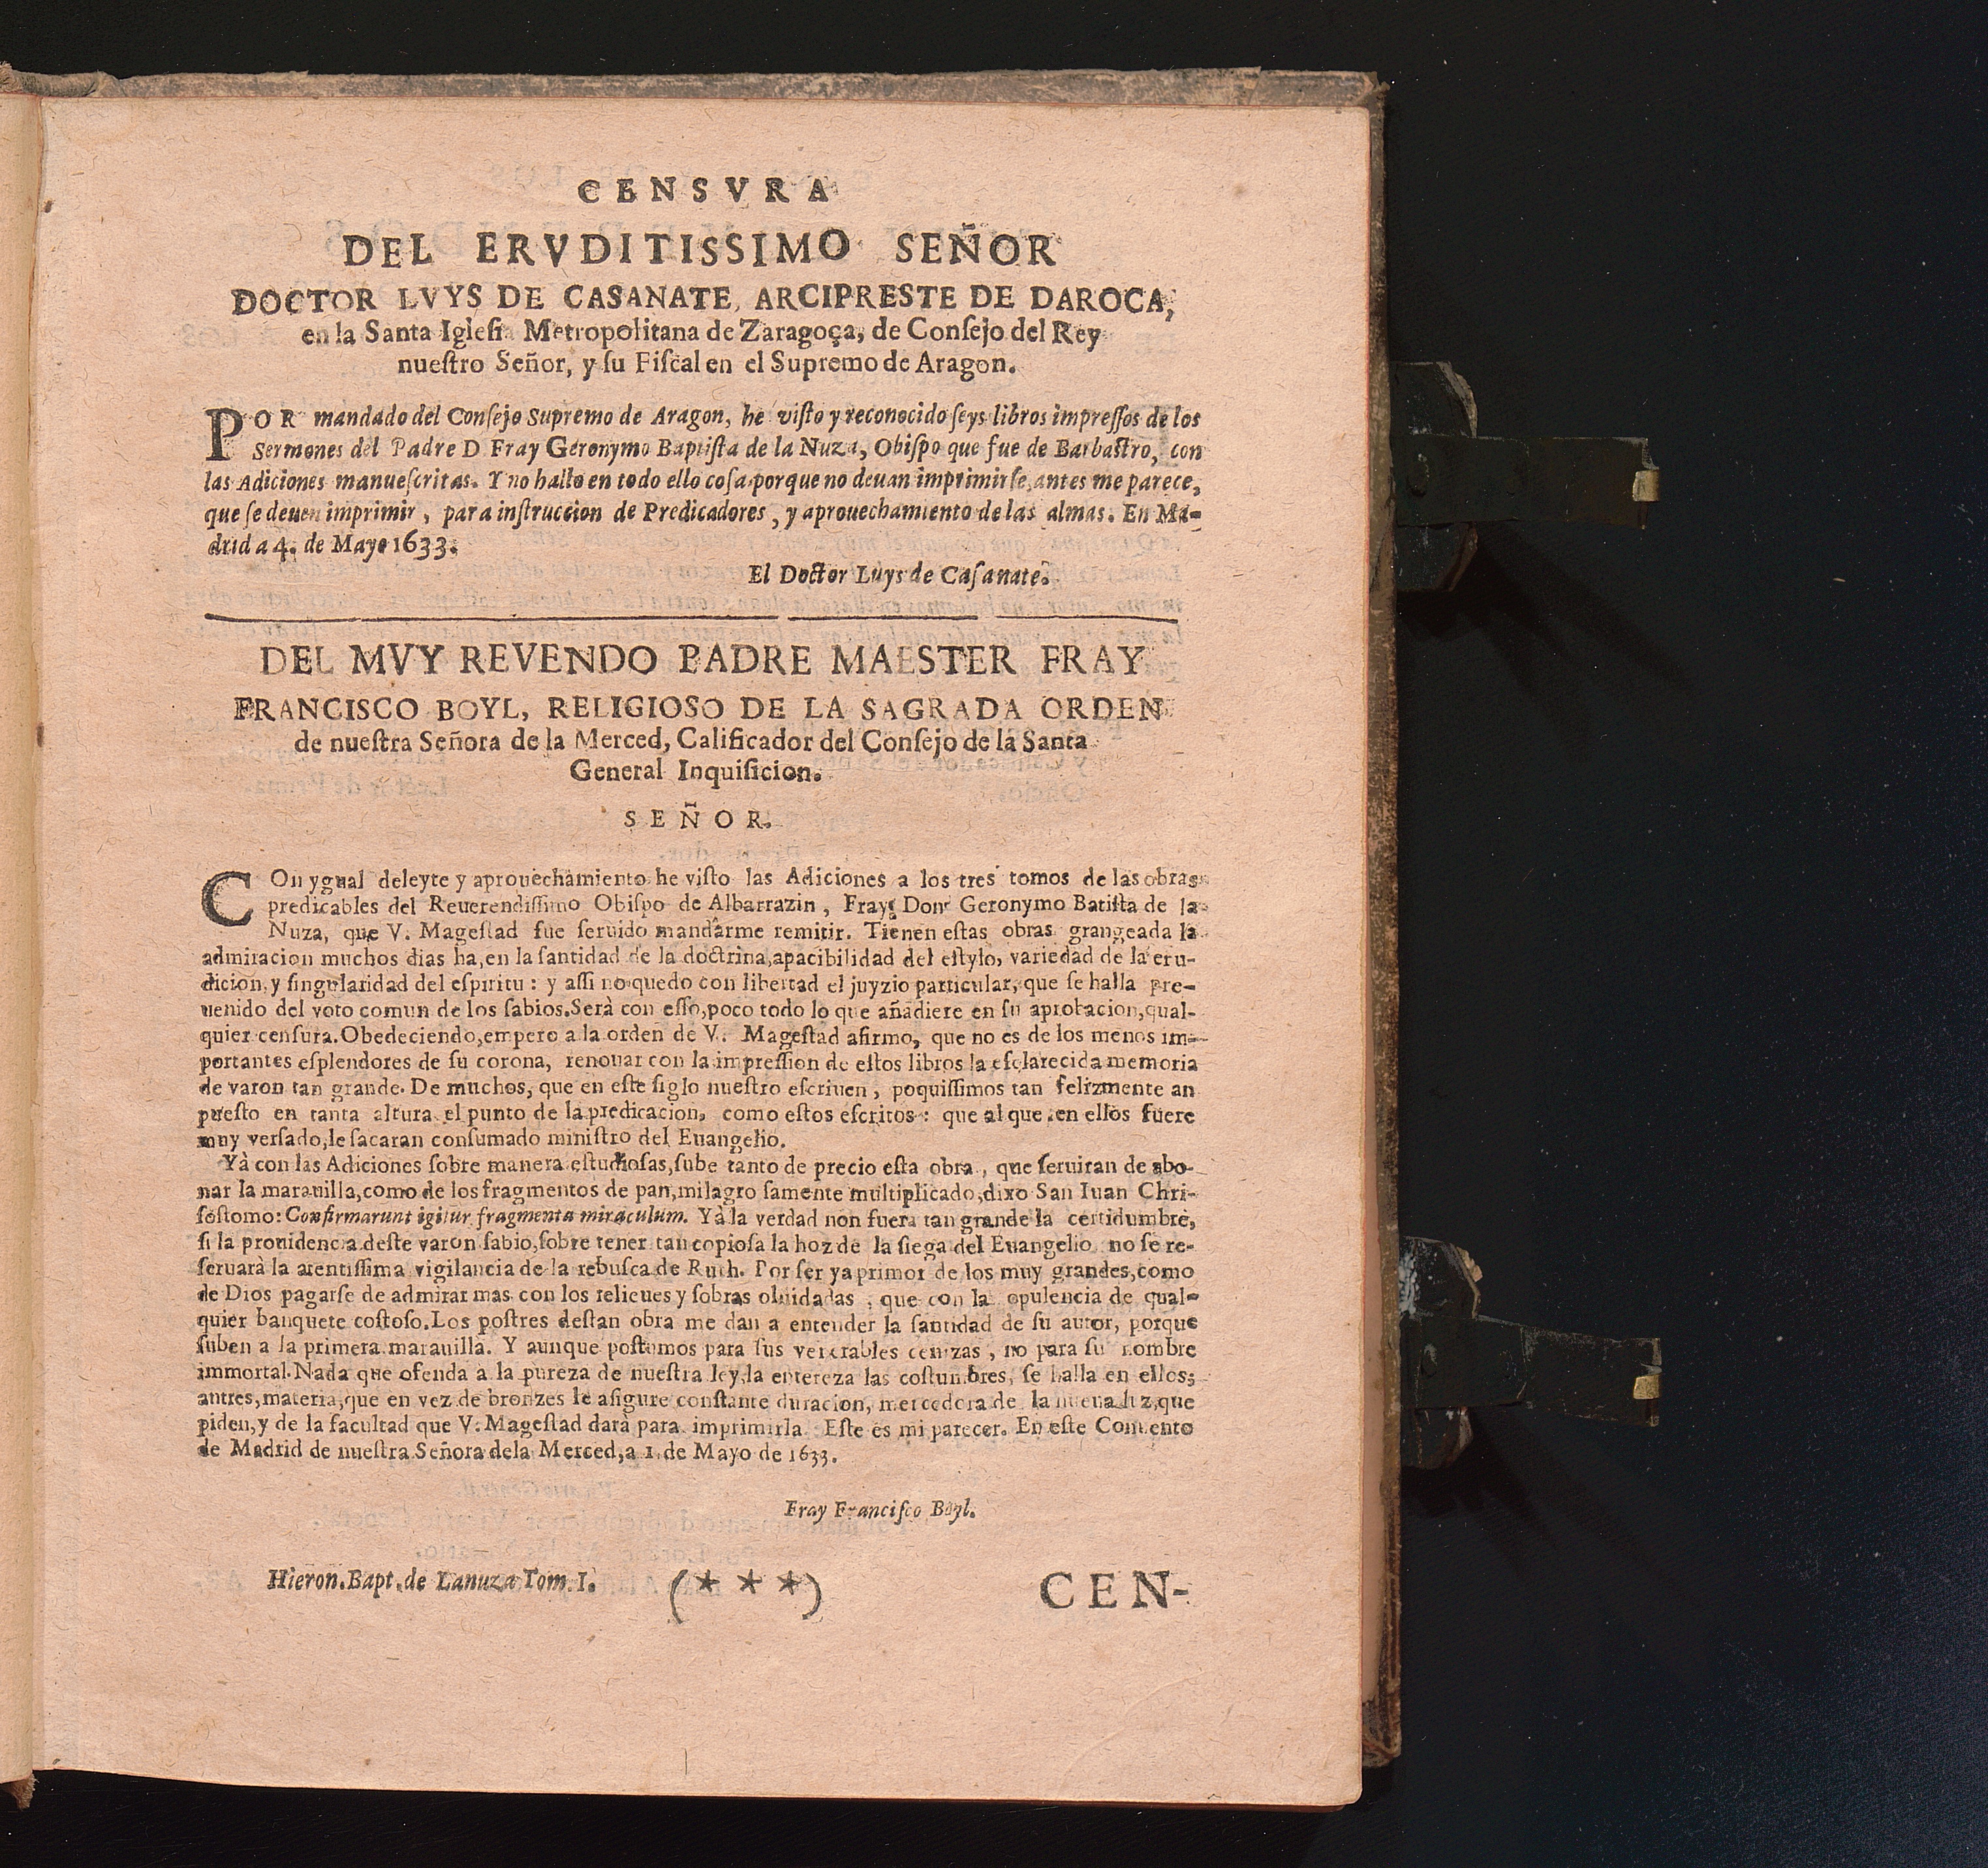 CENSVRA
DEL ERVDITISSIMO SEÑOR
DOCTOR LVYS DE CASANATE, ARCIPRESTE DE DAROCA,
en la Santa Iglesia Metropolitana de Zaragoça, de Conſejo del Rey
nueſtro Señor, y ſu Fiſcal en el Supremo de Aragon.
POR mandado del Conſejo Supremo de Aragon, he viſto y reconocido ſeys libros impreſſos de los
Sermones del Padre D Fray Geronymo Baptiſta de la Nuza, Obiſpo que fue de Barbaſtro, con
las Adiciones manueſcritas. Y no hallo en todo ello coſa porque no devan imprimirſe, antes me parece,
que ſe deuen imprimir, para inſtruccion de Predicadores, y aprouechamiento de las almas. En Ma-
drid a 4. de Mayo 1633.
El Doctor Luys de Caſanate.
DEL MVY REVENDO PADRE MAESTER FRAY
FRANCISCO BOYL, RELIGIOSO DE LA SAGRADA ORDEN
de nueſtra Señora de la Merced, Calificador del Conſejo de la Santa
General Inquiſicion.
SEÑOR.
COn ygual deleyte y aprouechamiento he viſto las Adiciones a los tres tomos de las obras
predicables del Reuerendiſſimo Obiſpo de Albarrazin, Fray Don Geronymo Batiſta de la
Nuza, que V. Mageſtad fue ſeruido mandarme remitir. Tienen eſtas obras grangeada la
admiracion muchos dias ha, en la ſantidad de la doctrina, apacibilidad del eſtylo, variedad de la eru-
dicion, y ſingularidad del eſpiritu: y aſſi no quedo con libertad el juyzio particular, que ſe halla pre-
uenido del voto comun de los ſabios. Serà con eſſo, poco todo lo que añadiere en ſu aprobacion, qual-
quier cenſura. Obedeciendo, empero a la orden de V. Mageſtad afirmo, que no es de los menos im-
portantes eſplendores de ſu corona, renouar con la impreſſion de eſtos libros la eſclarecida memoria
de varon tan grande. De muchos, que en eſte ſiglo nueſtro eſcriuen, poquiſſimos tan felizmente an
pueſto en tanta altura el punto de la predicacion, como eſtos eſcritos: que al que en ellos fuere
muy verſado, le ſacaran conſumado miniſtro del Euangelio.
Yà con las Adiciones ſobre manera eſtudioſas, ſube tanto de precio eſta obra, que ſeruiran de abo-
nar la marauilla, como de los fragmentos de pan, milagro ſamente multiplicado, dixo San Iuan Chri-
ſoſtomo: Confirmarunt igitur fragmenta miraculum. Yà la verdad non fuera tan grande la certidumbre,
ſi la prouidencia deſte varon ſabio, ſobre tener tan copioſa la hoz de la ſiega del Euangelio no ſe re-
ſeruarà la atentiſſima vigilancia de la rebuſca de Ruth. Por ſer ya primor de los muy grandes, como
de Dios pagarſe de admirar mas con los relieues y ſobras oluidadas, que con la opulencia de qual-
quier banquete coſtoſo. Los poſtres deſtan obra me dan a entender la ſantidad de ſu autor, porque
ſuben a la primera marauilla. Y aunque poſtumos para ſus venerables cenizas, no para ſu nombre
immortal. Nada que ofenda a la pureza de nueſtra ley, la entereza las coſtumbres, ſe halla en ellos;
antres, materia, que en vez de bronzes le aſigure conſtante duracion, mercedora de la nueua luz, que
piden, y de la facultad que V. Mageſtad darà para imprimirla. Eſte es mi parecer. En eſte Conuento
de Madrid de nueſtra Señora dela Merced, a 1. de Mayo de 1633.
Fray Franciſco Boyl.
Hieron. Bapt. de Lanuza Tom. I. (***) CEN-